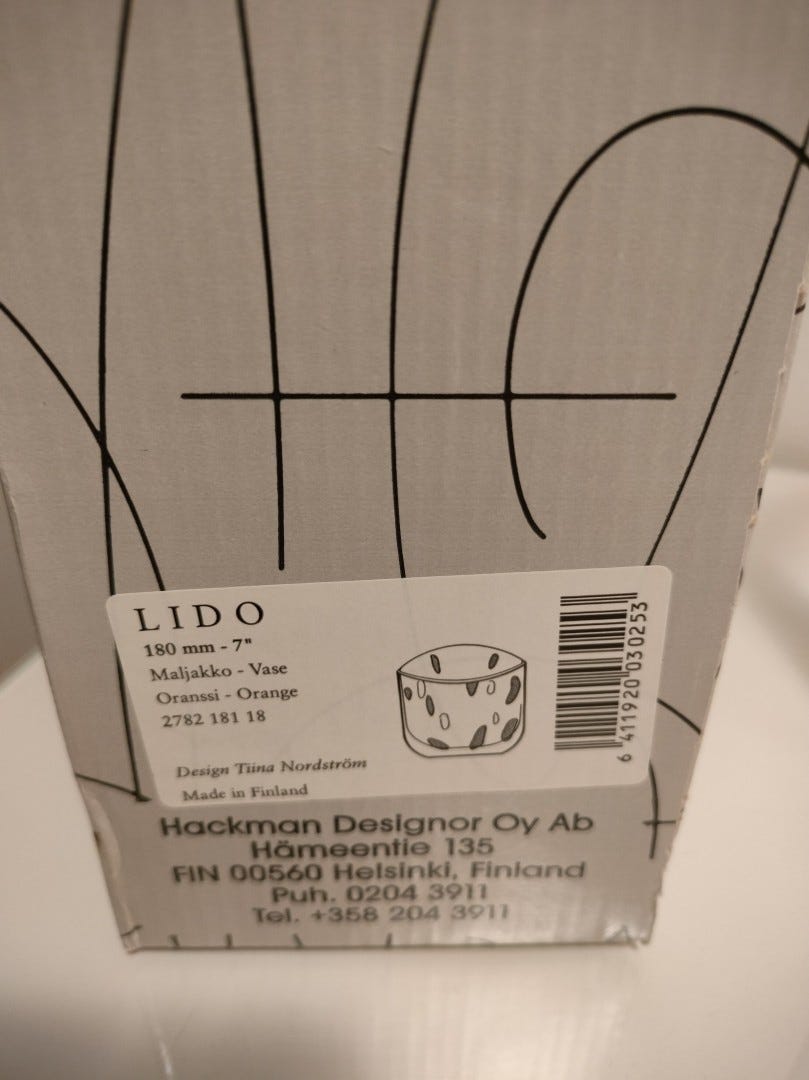 LIDO
180 mm - 7"
Maljakko - Vase
Oranssi - Orange
2782 181 18
Design Tiina Nordström
Made in Finland
6 411920 030253
Hackman Designor Oy Ab
Hämeentie 135
FIN 00560 Helsinki, Finland
Puh. 0204 3911
Tel. +358 204 3911